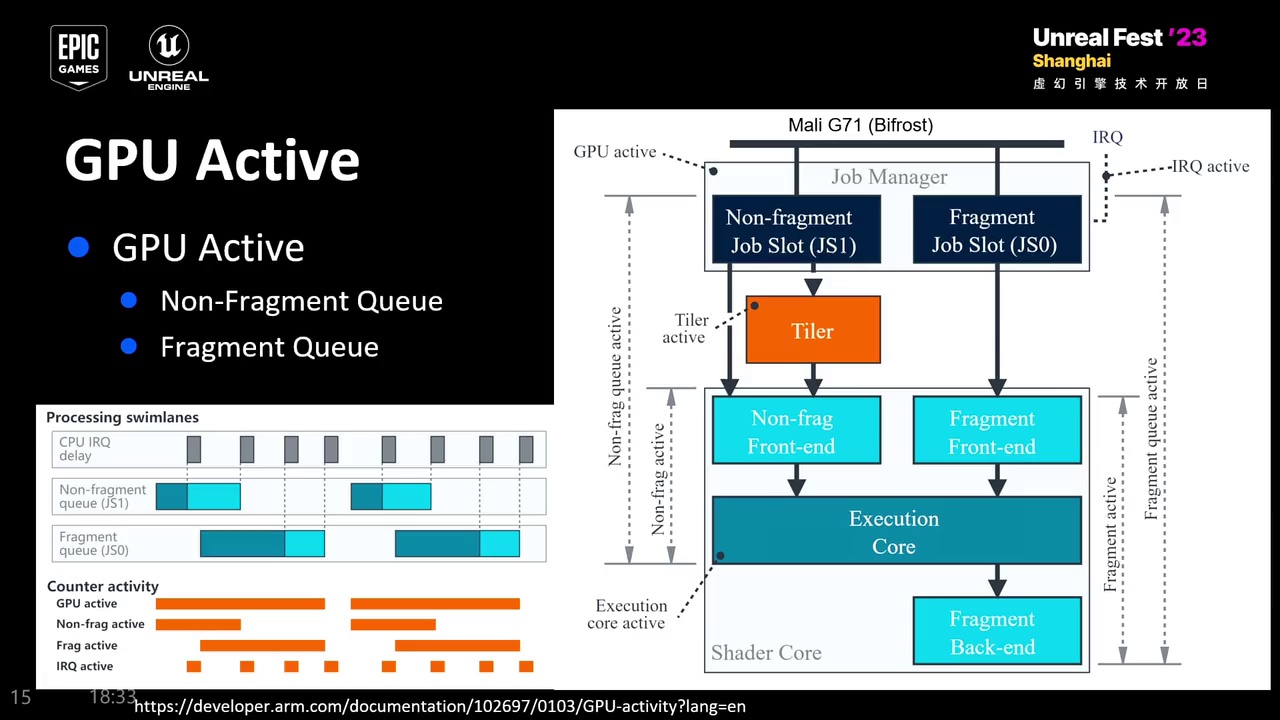 EPIC
GAMES
UNREAL
ENGINE
Unreal Fest '23
Shanghai
虚幻引擎技术开放日
GPU Active
GPU Active
Non-Fragment Queue
Fragment Queue
Processing swimlanes
CPU IRQ
delay
Non-fragment
queue (JS1)
Fragment
queue (JS0)
Counter activity
GPU active
Non-frag active
Frag active
IRQ active
Mali G71 (Bifrost)
GPU active
IRQ
IRQ active
Job Manager
Non-fragment
Job Slot (JS1)
Fragment
Job Slot (JS0)
Tiler
active
Tiler
Non-frag queue active
Non-frag active
Non-frag
Front-end
Fragment
Front-end
Fragment active
Fragment queue active
Execution
Core
Execution
core active
Fragment
Back-end
Shader Core
15
18:33
https://developer.arm.com/documentation/102697/0103/GPU-activity?lang=en